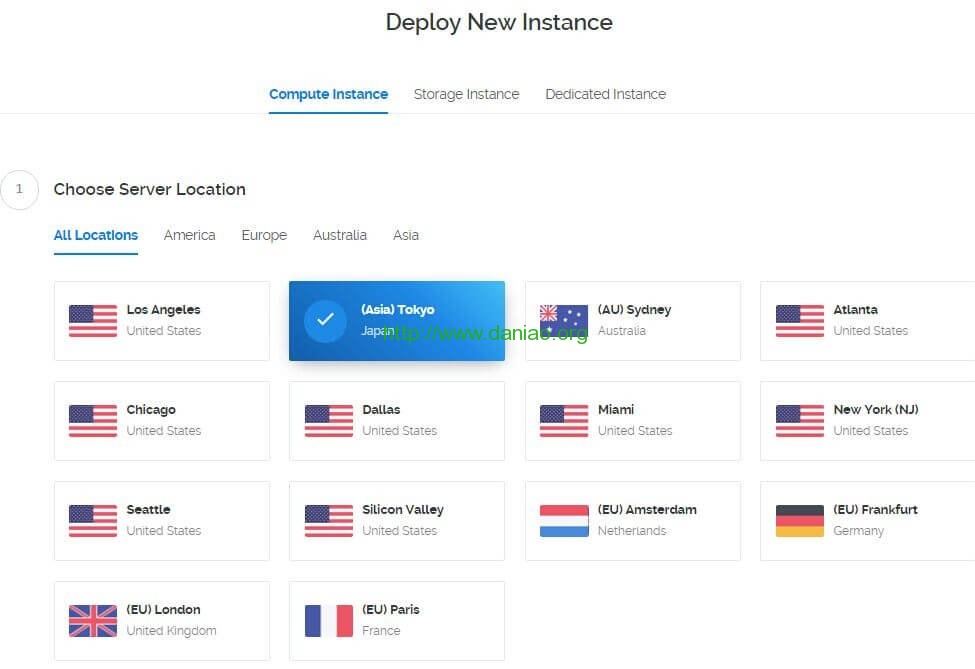 Deploy New Instance
Compute Instance Storage Instance Dedicated Instance
1 Choose Server Location
All Locations America Europe Australia Asia
Los Angeles
United States
(Asia) Tokyo
Japan
(AU) Sydney
Australia
Atlanta
United States
http://www.daniao.org
Chicago
United States
Dallas
United States
Miami
United States
New York (NJ)
United States
Seattle
United States
Silicon Valley
United States
(EU) Amsterdam
Netherlands
(EU) Frankfurt
Germany
(EU) London
United Kingdom
(EU) Paris
France